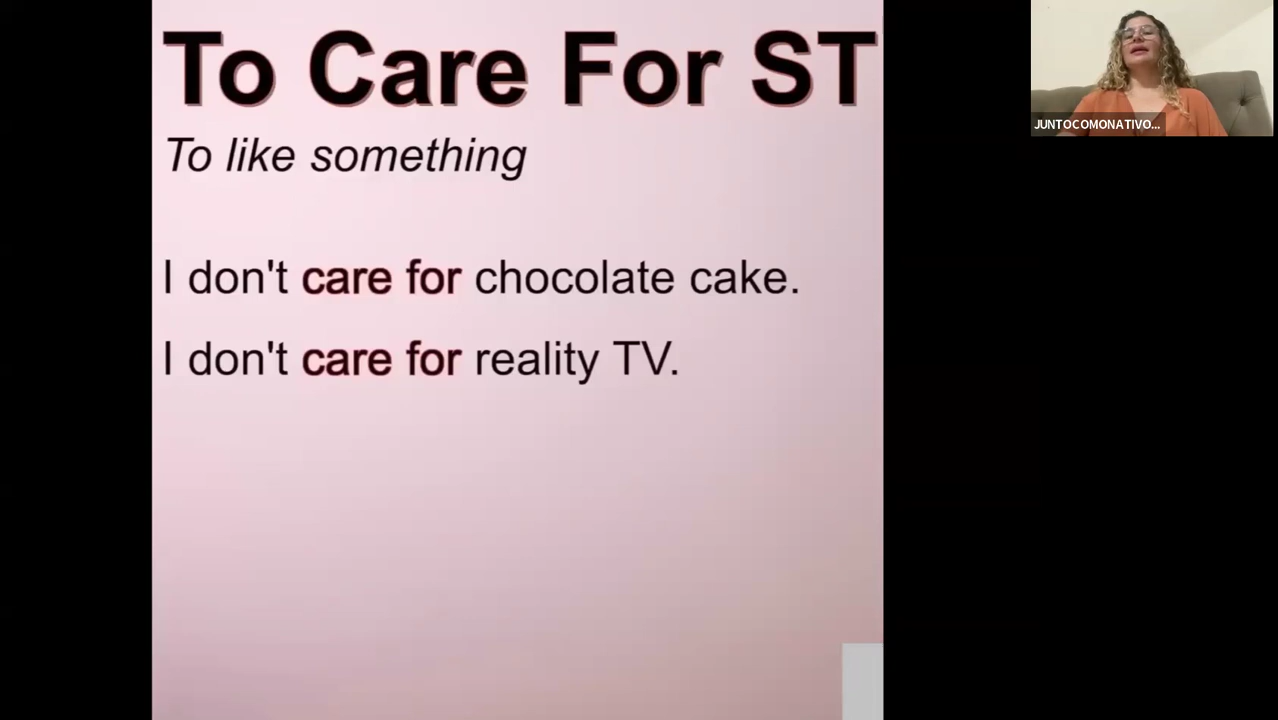 To Care For ST
To like something
I don't care for chocolate cake.
I don't care for reality TV.
JUNTOCOMONATIVO...